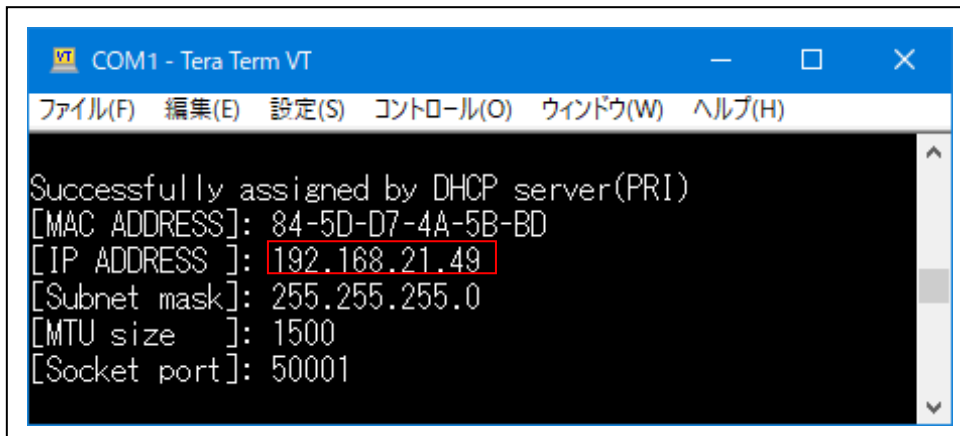 COM1 - Tera Term VT
ファイル(F) 編集(E) 設定(S) コントロール(O) ウィンドウ(W) ヘルプ(H)
Successfully assigned by DHCP server(PRI)
[MAC ADDRESS]: 84-5D-D7-4A-5B-BD
[IP ADDRESS ]: 192.168.21.49
[Subnet mask]: 255.255.255.0
[MTU size   ]: 1500
[Socket port]: 50001